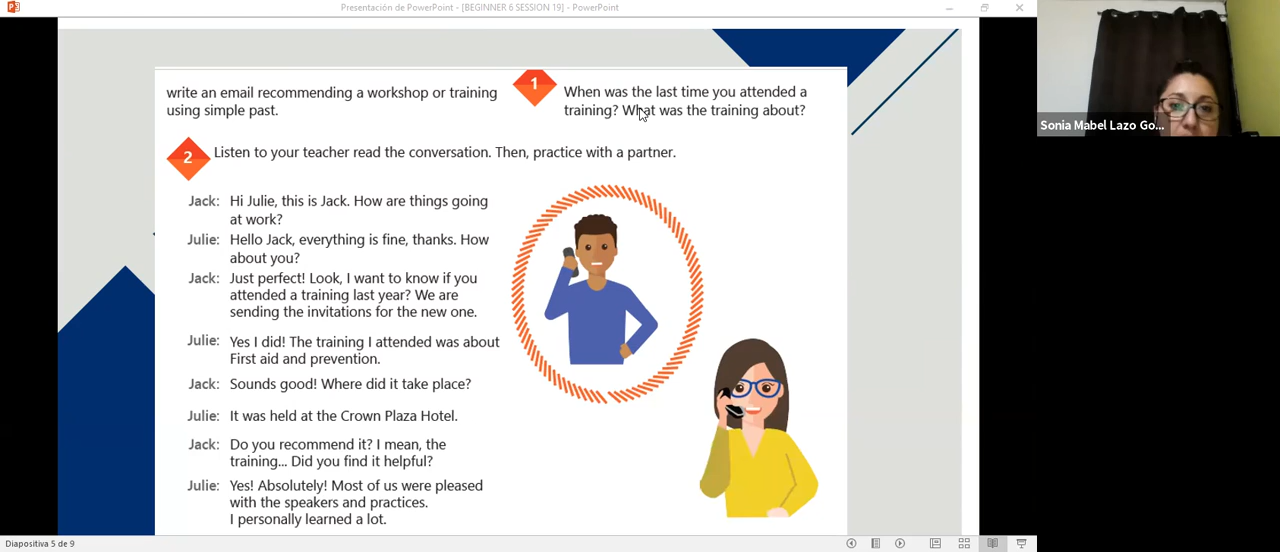 Presentación de PowerPoint - [BEGINNER 6 SESSION 19] - PowerPoint
write an email recommending a workshop or training
using simple past.
1
When was the last time you attended a
training? What was the training about?
2
Listen to your teacher read the conversation. Then, practice with a partner.
Jack: Hi Julie, this is Jack. How are things going
at work?
Julie: Hello Jack, everything is fine, thanks. How
about you?
Jack: Just perfect! Look, I want to know if you
attended a training last year? We are
sending the invitations for the new one.
Julie: Yes I did! The training I attended was about
First aid and prevention.
Jack: Sounds good! Where did it take place?
Julie: It was held at the Crown Plaza Hotel.
Jack: Do you recommend it? I mean, the
training... Did you find it helpful?
Julie: Yes! Absolutely! Most of us were pleased
with the speakers and practices.
I personally learned a lot.
Sonia Mabel Lazo Go...
Diapositiva 5 de 9